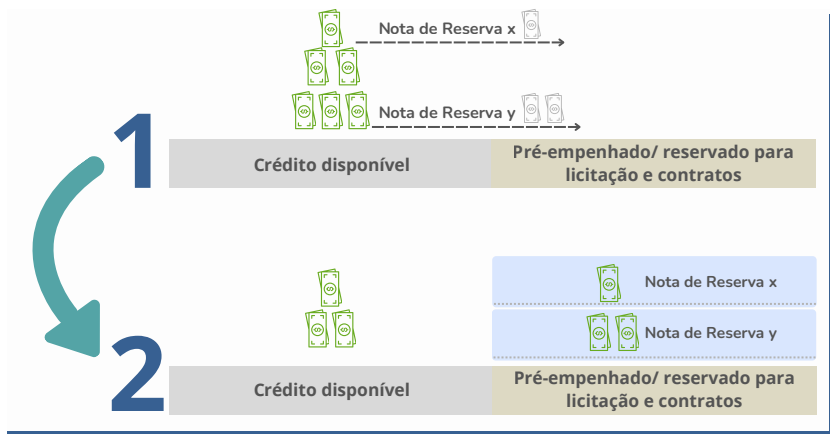 Nota de Reserva x
Nota de Reserva y
1
Crédito disponível
Pré-empenhado/ reservado para
licitação e contratos
Nota de Reserva x
Nota de Reserva y
2
Crédito disponível
Pré-empenhado/ reservado para
licitação e contratos